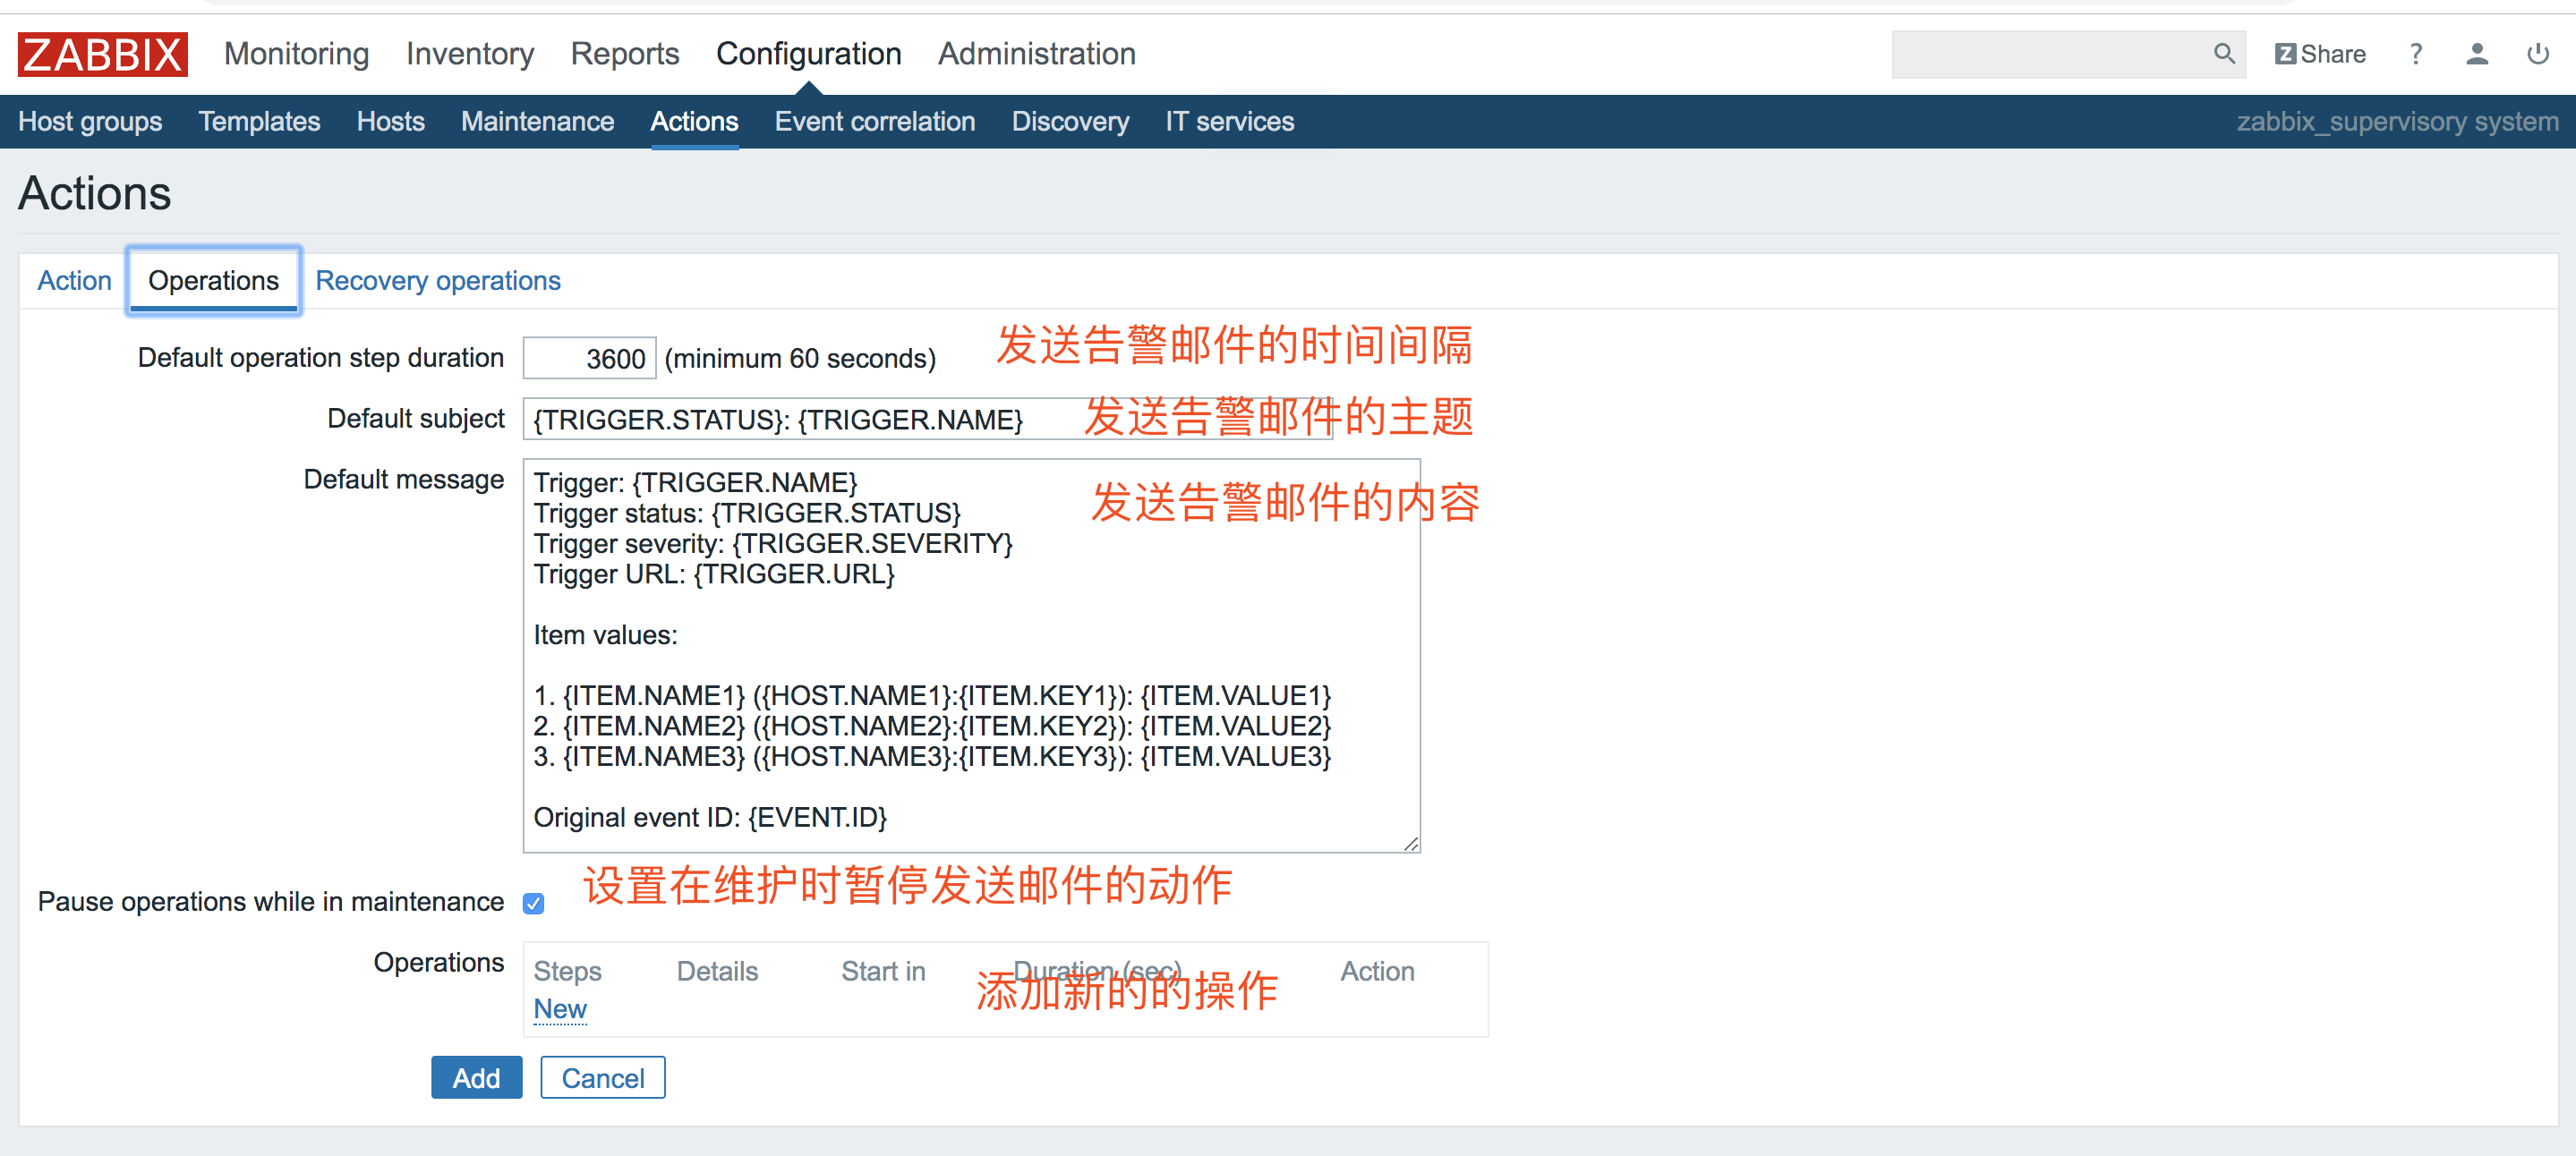 ZABBIX Monitoring Inventory Reports Configuration Administration Z Share ?
Host groups Templates Hosts Maintenance Actions Event correlation Discovery IT services zabbix_supervisory system
Actions
Action Operations Recovery operations
Default operation step duration 3600 (minimum 60 seconds) 发送告警邮件的时间间隔
Default subject {TRIGGER.STATUS}: {TRIGGER.NAME} 发送告警邮件的主题
Default message Trigger: {TRIGGER.NAME} 发送告警邮件的内容
Trigger status: {TRIGGER.STATUS}
Trigger severity: {TRIGGER.SEVERITY}
Trigger URL: {TRIGGER.URL}
Item values:
1. {ITEM.NAME1} ({HOST.NAME1}:{ITEM.KEY1}): {ITEM.VALUE1}
2. {ITEM.NAME2} ({HOST.NAME2}:{ITEM.KEY2}): {ITEM.VALUE2}
3. {ITEM.NAME3} ({HOST.NAME3}:{ITEM.KEY3}): {ITEM.VALUE3}
Original event ID: {EVENT.ID}
Pause operations while in maintenance 设置在维护时暂停发送邮件的动作
Operations Steps Details Start in Duration (sec) Action
添加新的的操作
New
Add Cancel